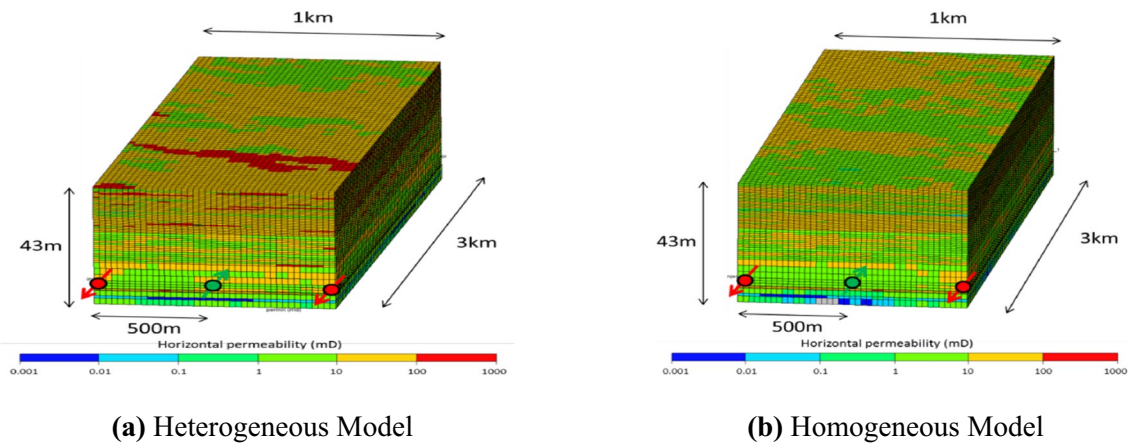 1km
43m
3km
500m
Horizontal permeability (mD)
0.001 0.01 0.1 1 10 100 1000
(a) Heterogeneous Model
1km
43m
3km
500m
Horizontal permeability (mD)
0.001 0.01 0.1 1 10 100 1000
(b) Homogeneous Model